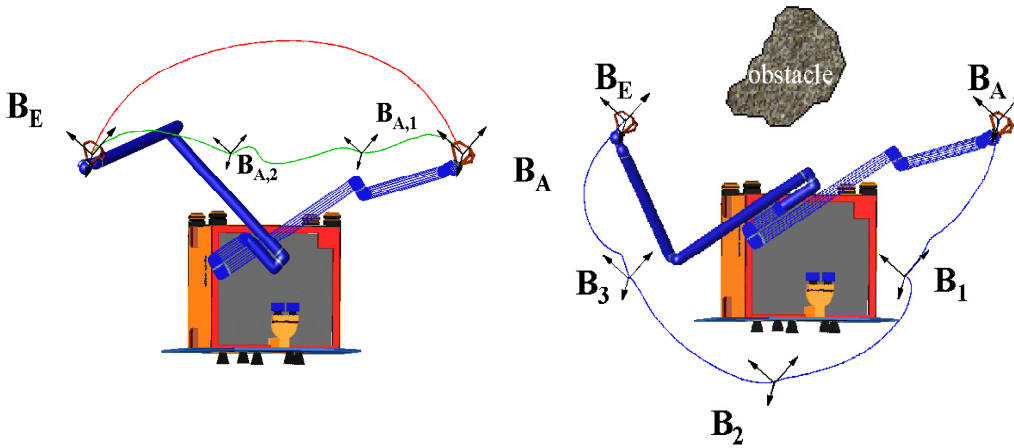 B_E
B_A,1
B_A,2
obstacle
B_E
B_A
B_A
B_3
B_1
B_2